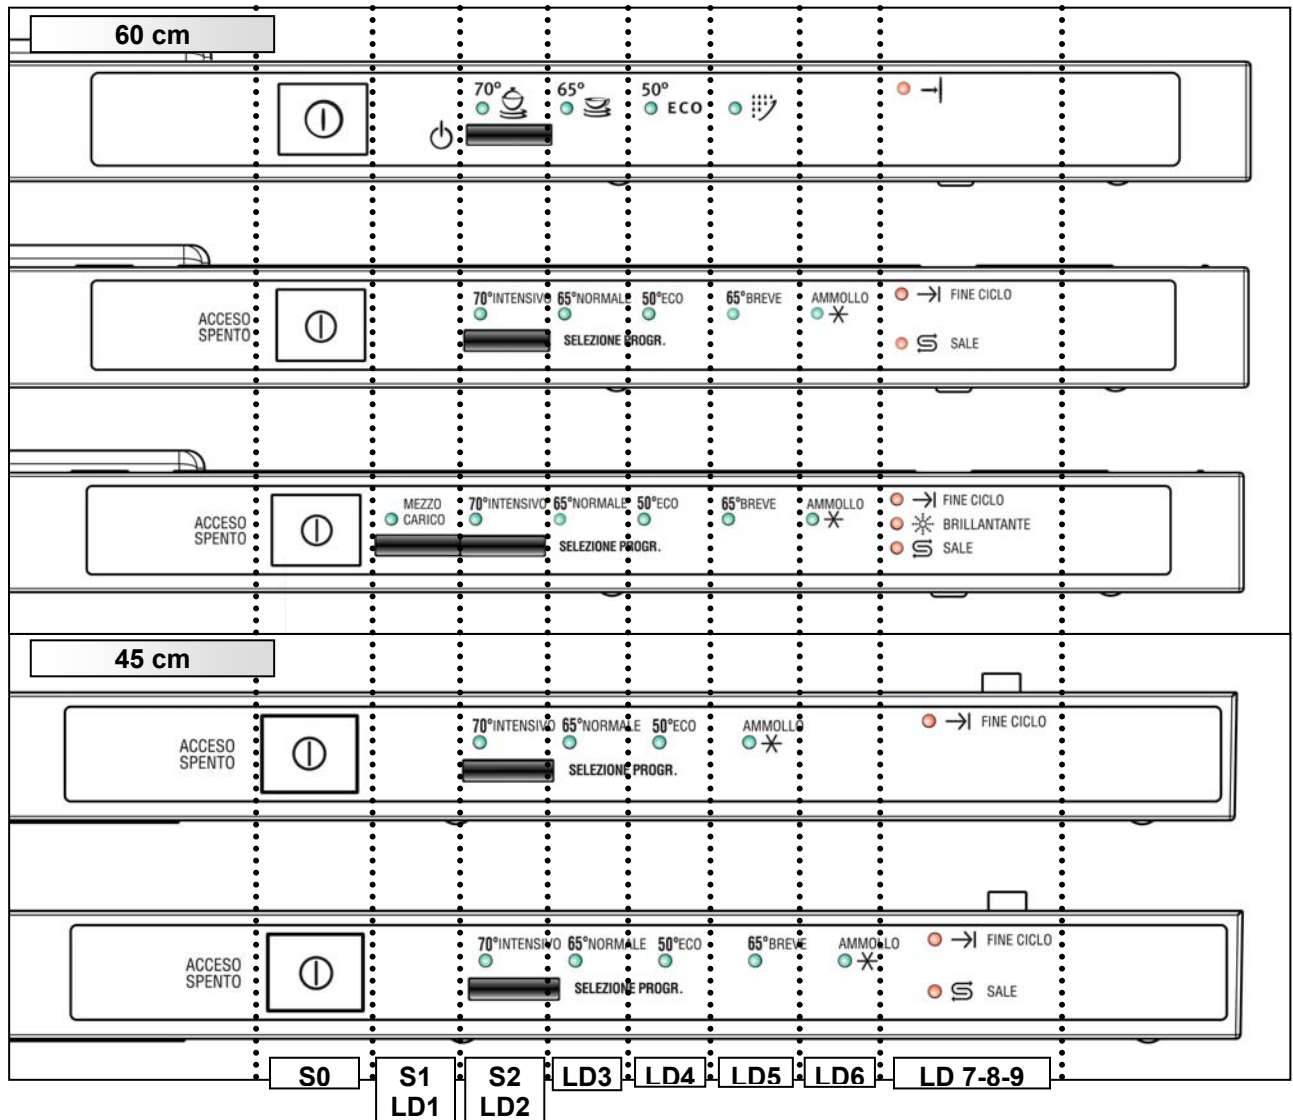 60 cm
70° 65° 50°
ECO
70°INTENSIVO 65°NORMALE 50°ECO 65°BREVE AMMOLLO FINE CICLO
ACCESO
SPENTO SELEZIONE PROGR. SALE
MEZZO
CARICO 70°INTENSIVO 65°NORMALE 50°ECO 65°BREVE AMMOLLO FINE CICLO
ACCESO
SPENTO BRILLANTANTE
SELEZIONE PROGR. SALE
45 cm
70°INTENSIVO 65°NORMALE 50°ECO AMMOLLO FINE CICLO
ACCESO
SPENTO SELEZIONE PROGR.
70°INTENSIVO 65°NORMALE 50°ECO 65°BREVE AMMOLLO FINE CICLO
ACCESO
SPENTO SELEZIONE PROGR. SALE
S0 S1 S2 LD3 LD4 LD5 LD6 LD 7-8-9
LD1 LD2